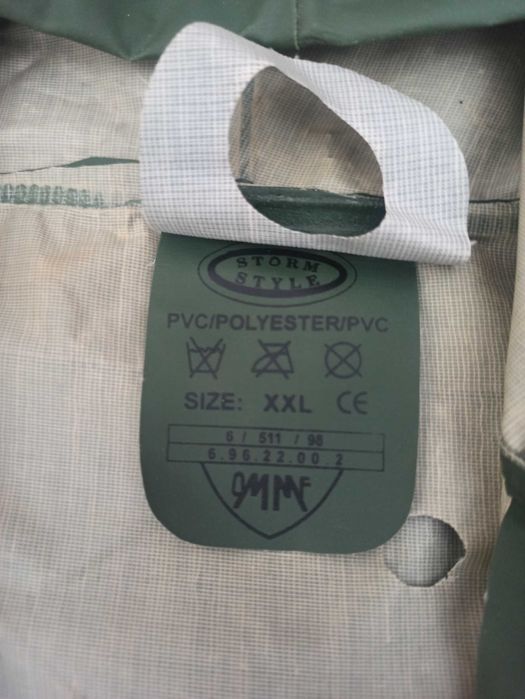 STORM
STYLE
PVC/POLYESTER/PVC
SIZE: XXL CE
6 / 511 / 98
6.96.22.00.2